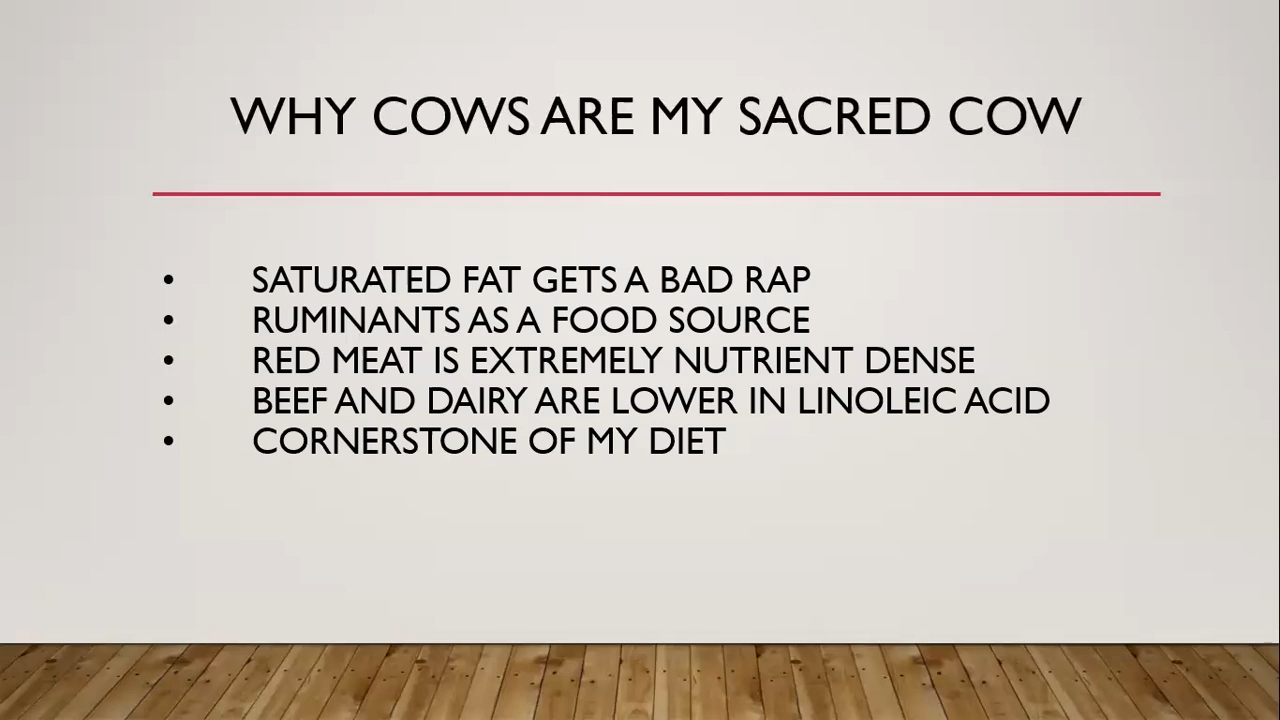 WHY COWS ARE MY SACRED COW
• SATURATED FAT GETS A BAD RAP
• RUMINANTS AS A FOOD SOURCE
• RED MEAT IS EXTREMELY NUTRIENT DENSE
• BEEF AND DAIRY ARE LOWER IN LINOLEIC ACID
• CORNERSTONE OF MY DIET